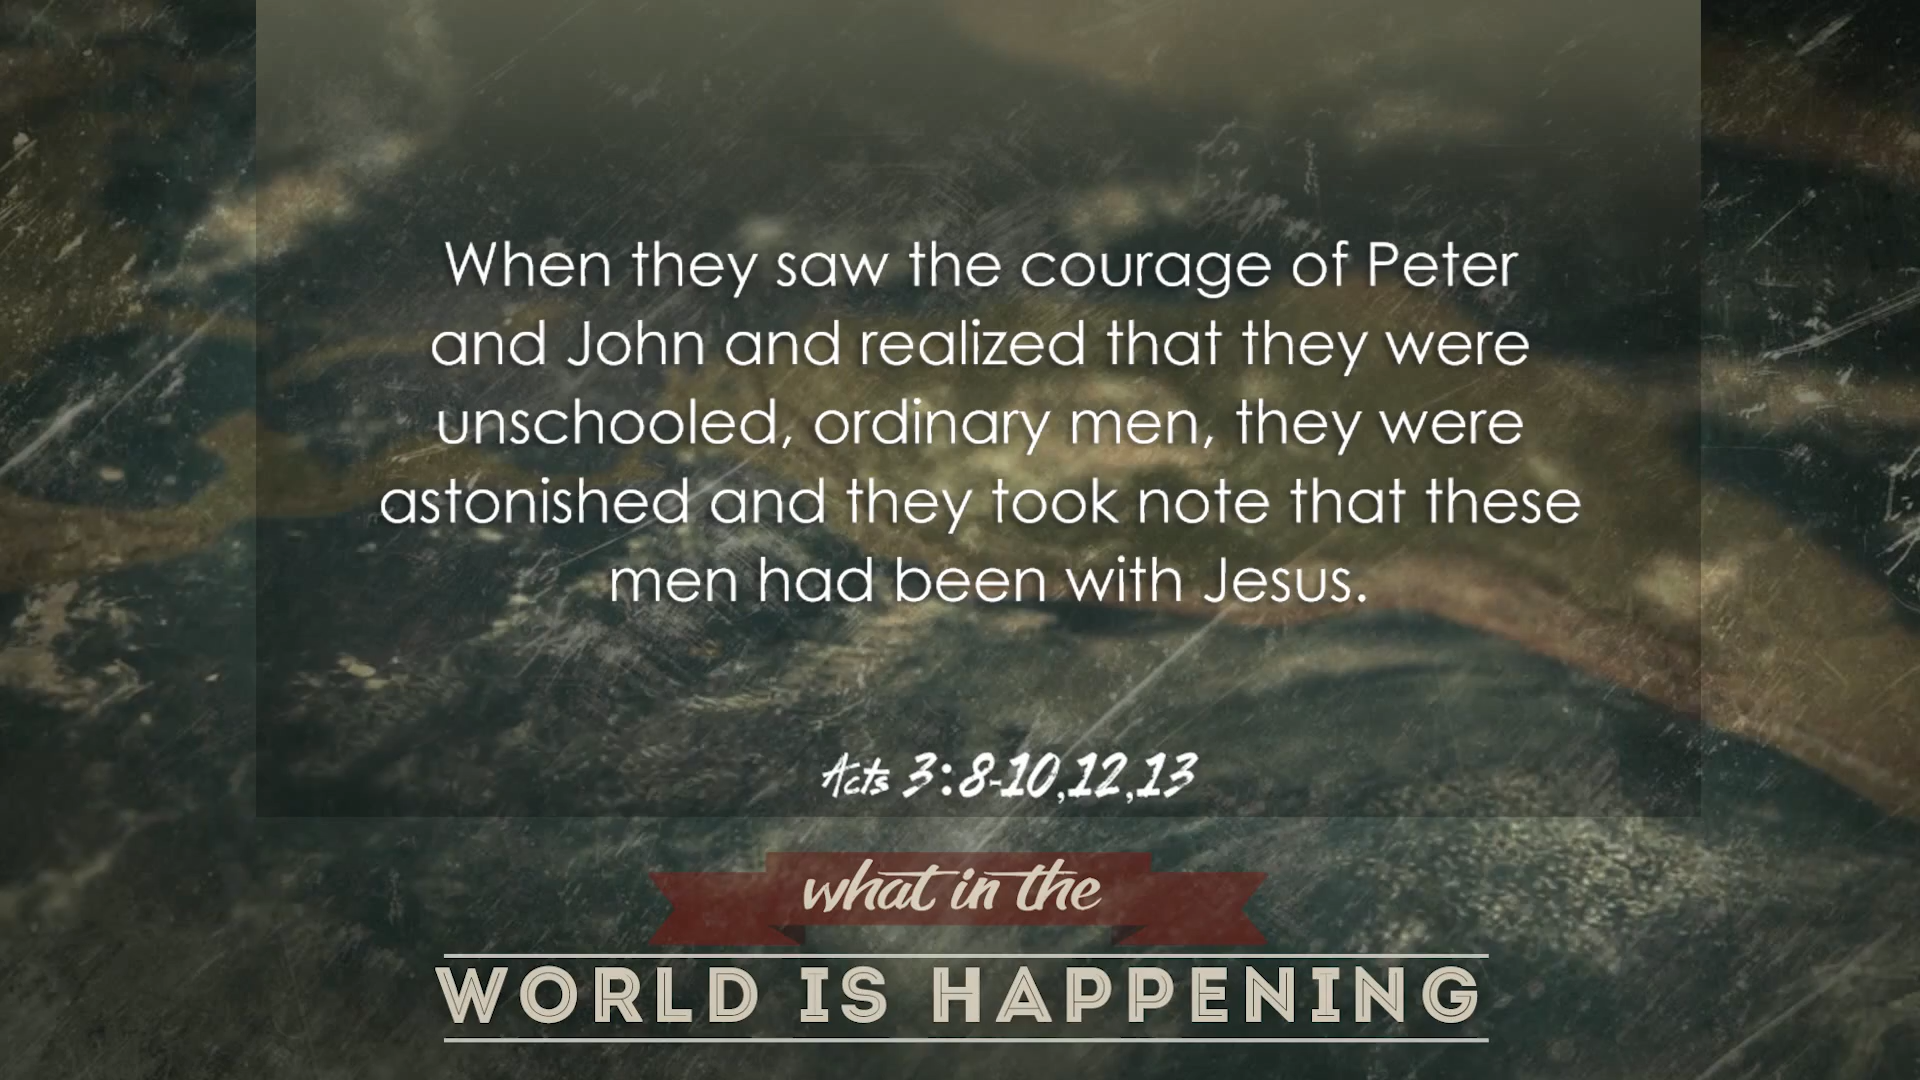 When they saw the courage of Peter
and John and realized that they were
unschooled, ordinary men, they were
astonished and they took note that these
men had been with Jesus.
Acts 3:8-10,12,13
what in the
WORLD IS HAPPENING